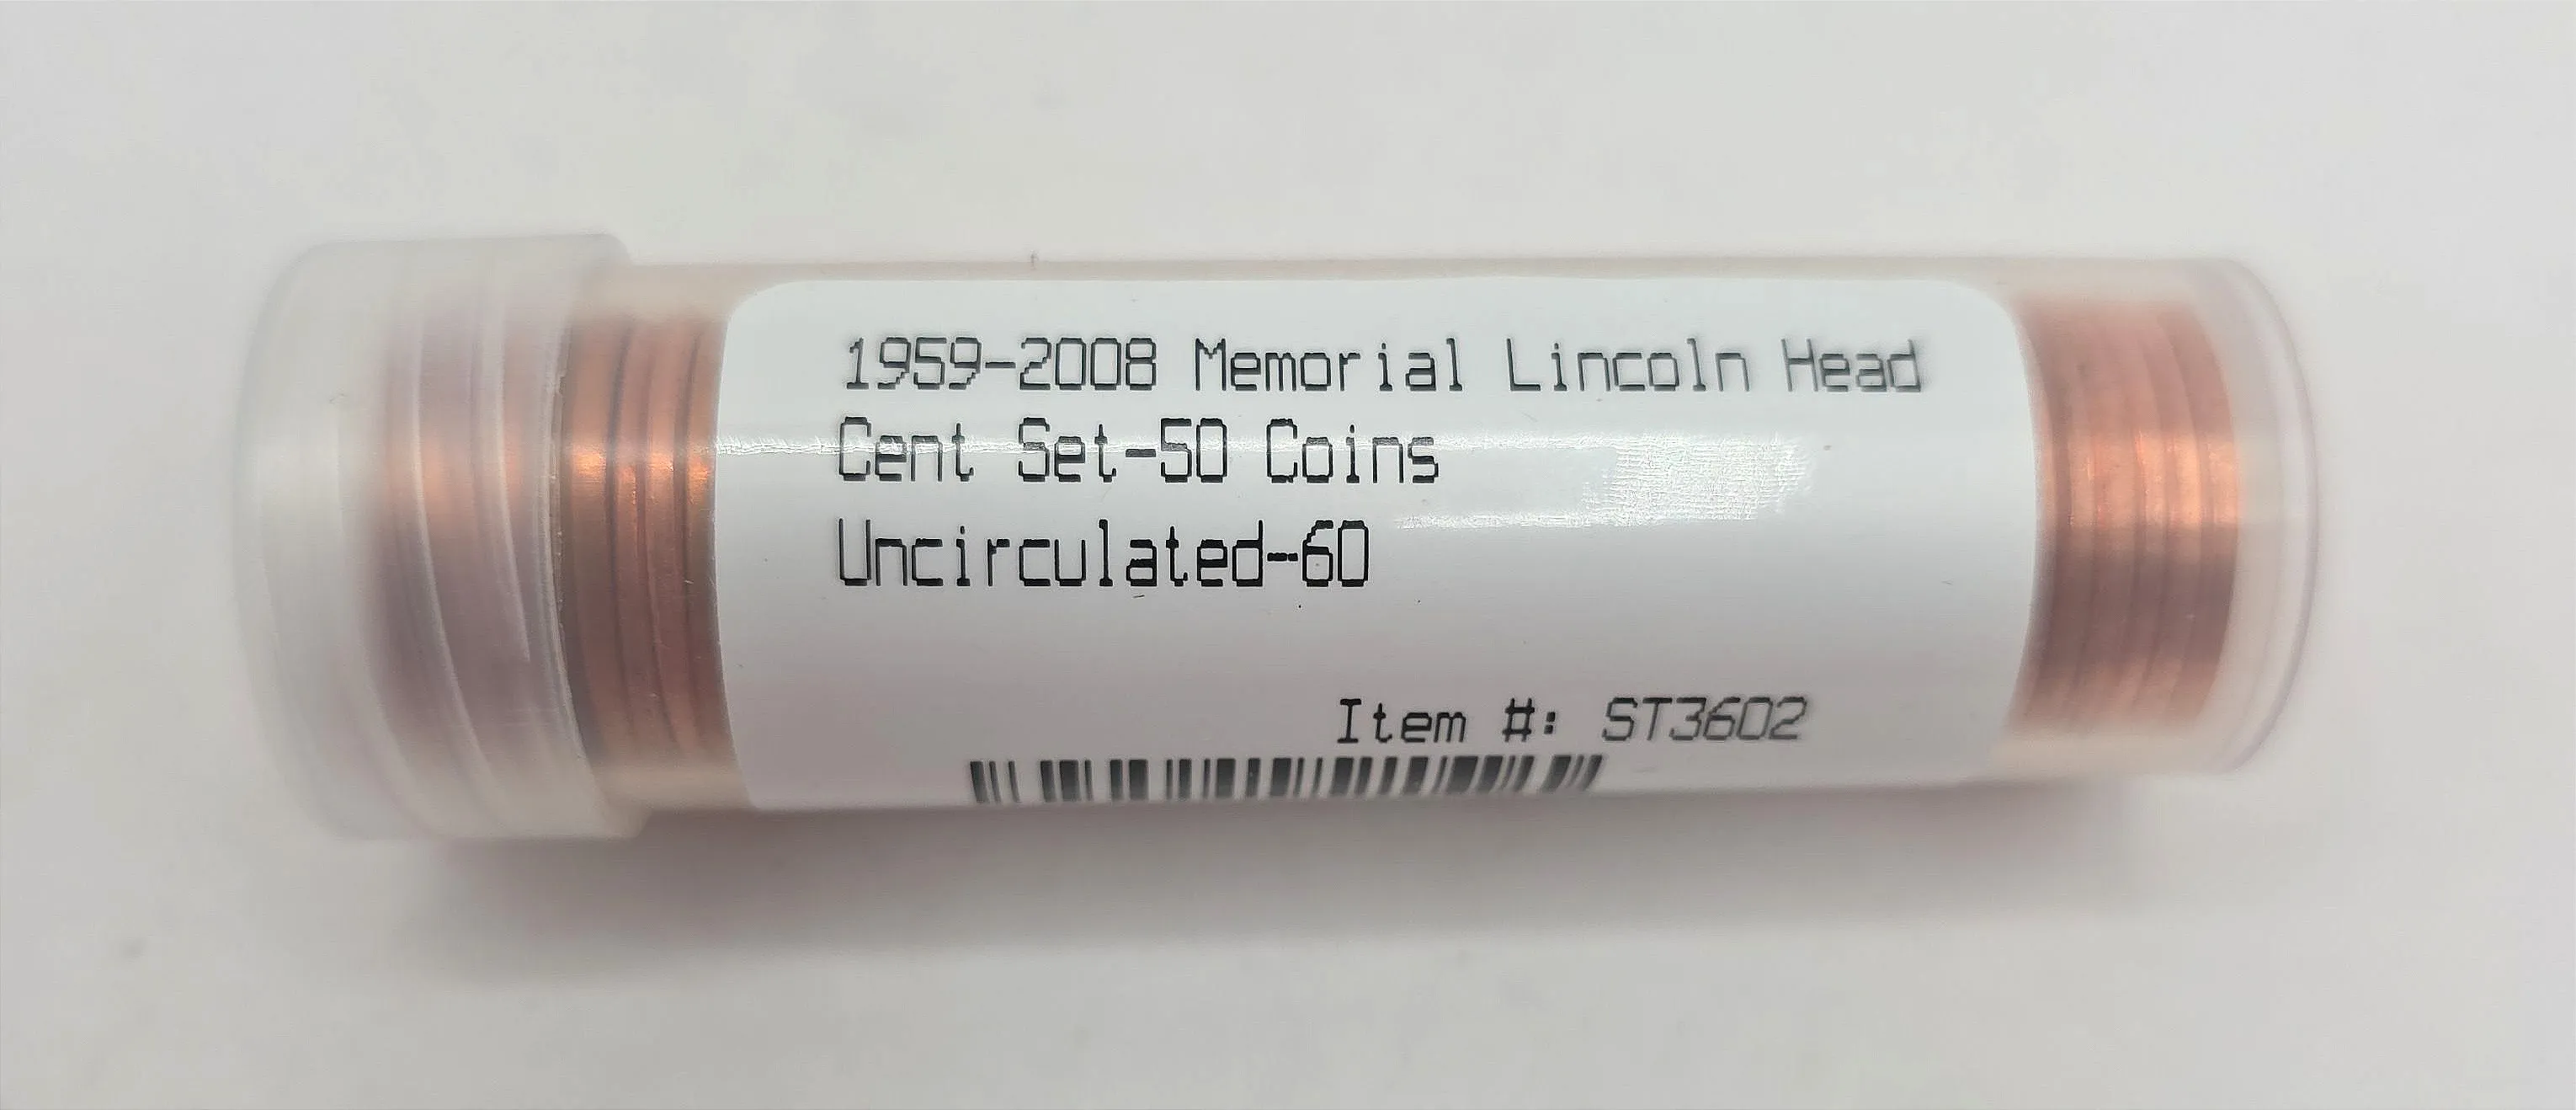 1959-2008 Memorial Lincoln Head
Cent Set-50 Coins
Uncirculated-60
Item #: ST3602